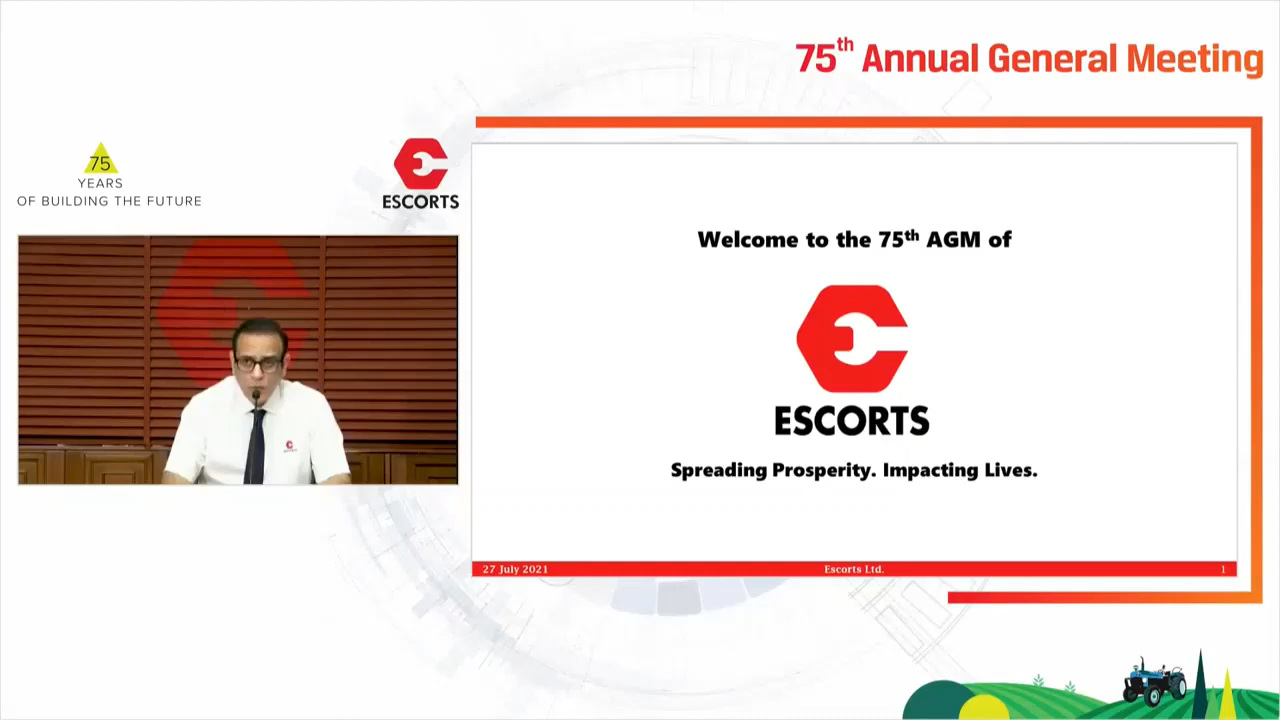 75th Annual General Meeting
75
YEARS
OF BUILDING THE FUTURE
ESCORTS
Welcome to the 75th AGM of
ESCORTS
Spreading Prosperity. Impacting Lives.
27 July 2021
Escorts Ltd.
1